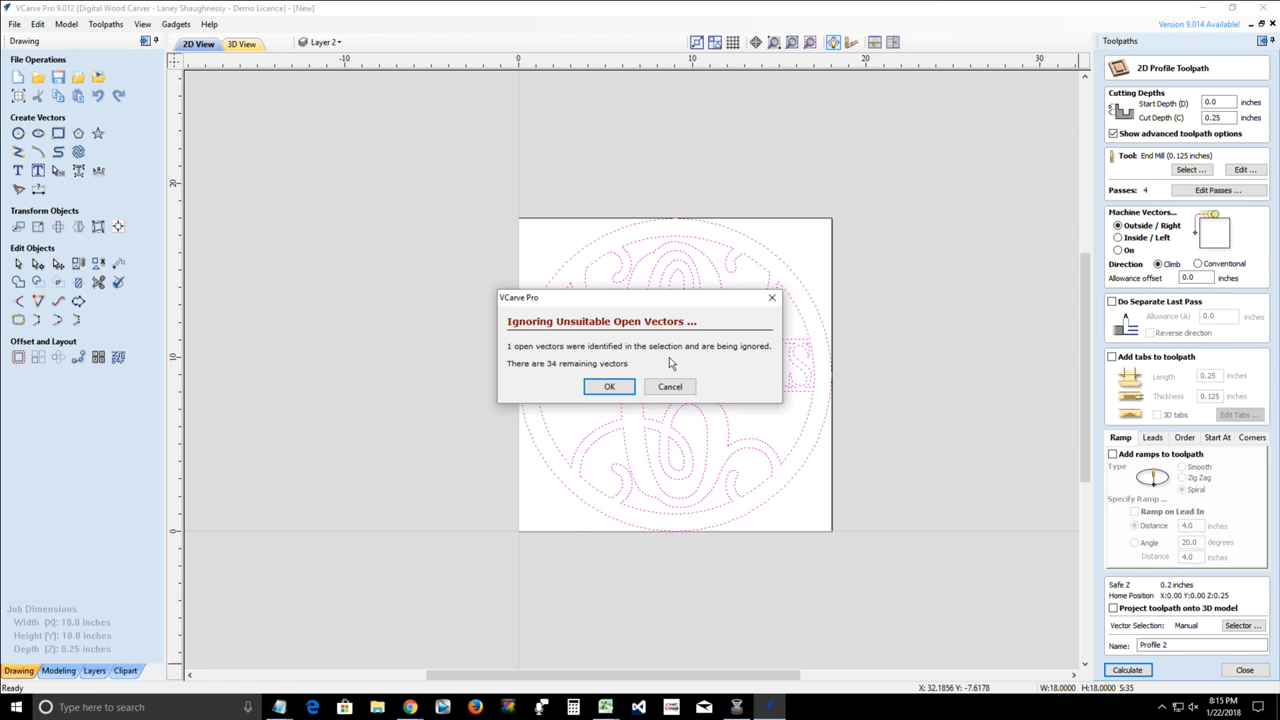 VCarve Pro 9.012 (Digital Wood Carver - Laney Shaughnessy - Demo Licence) - [New]
File Edit Model Toolpaths View Gadgets Help
Version 9.014 Available!
Drawing
2D View 3D View Layer 2
Toolpaths
File Operations
Create Vectors
Transform Objects
Edit Objects
Offset and Layout
-10 0 10 20 30
20
10
0
VCarve Pro
Ignoring Unsuitable Open Vectors ...
1 open vectors were identified in the selection and are being ignored.
There are 34 remaining vectors
OK Cancel
2D Profile Toolpath
Cutting Depths
Start Depth (D) 0.0 inches
Cut Depth (C) 0.25 inches
Show advanced toolpath options
Tool: End Mill (0.125 inches)
Select ... Edit ...
Passes: 4 Edit Passes ...
Machine Vectors...
Outside / Right
Inside / Left
On
Direction Climb Conventional
Allowance offset 0.0 inches
Do Separate Last Pass
Allowance (A) 0.0 inches
Reverse direction
Add tabs to toolpath
Length 0.25 inches
Thickness 0.125 inches
3D tabs Edit Tabs ...
Ramp Leads Order Start At Corners
Add ramps to toolpath
Type Smooth
Zig Zag
Spiral
Specify Ramp ...
Ramp on Lead In
Distance 4.0 inches
Angle 20.0 degrees
Distance 4.0 inches
Safe Z 0.2 inches
Home Position X:0.00 Y:0.00 Z:0.25
Project toolpath onto 3D model
Vector Selection: Manual Selector ...
Name: Profile 2
Calculate Close
Job Dimensions
Width (X): 18.0 inches
Height (Y): 18.0 inches
Depth (Z): 0.25 inches
Drawing Modeling Layers Clipart
Ready
X: 32.1856 Y: -7.6178 W:18.0000 H:18.0000 S:35
Type here to search
8:15 PM
1/22/2018